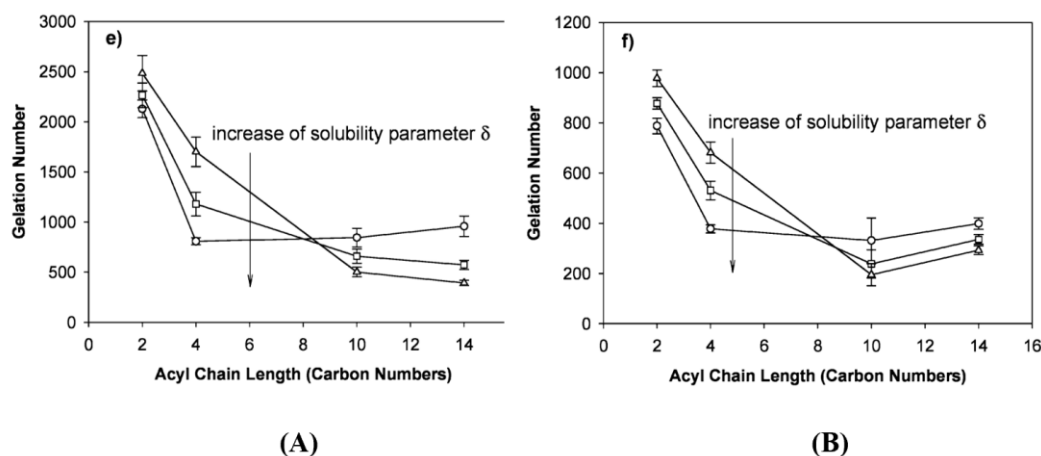 e)
3000
2500
2000
1500
1000
500
0
Gelation Number
increase of solubility parameter δ
0 2 4 6 8 10 12 14
Acyl Chain Length (Carbon Numbers)
(A)
f)
1200
1000
800
600
400
200
0
Gelation Number
increase of solubility parameter δ
0 2 4 6 8 10 12 14 16
Acyl Chain Length (Carbon Numbers)
(B)